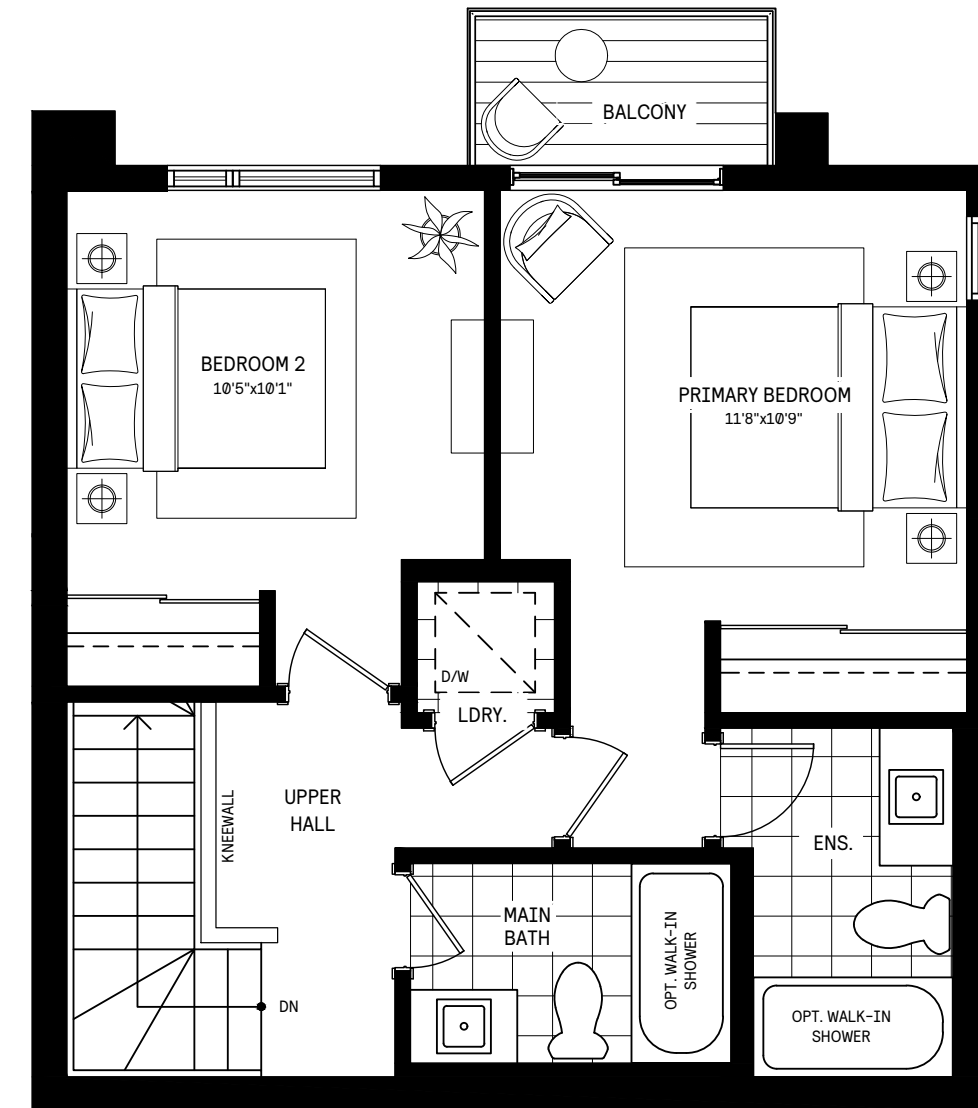 BALCONY
BEDROOM 2
10'5"x10'1"
PRIMARY BEDROOM
11'8"x10'9"
D/W
LDRY.
KNEEWALL
UPPER
HALL
ENS.
MAIN
BATH
OPT. WALK-IN
SHOWER
DN
OPT. WALK-IN
SHOWER